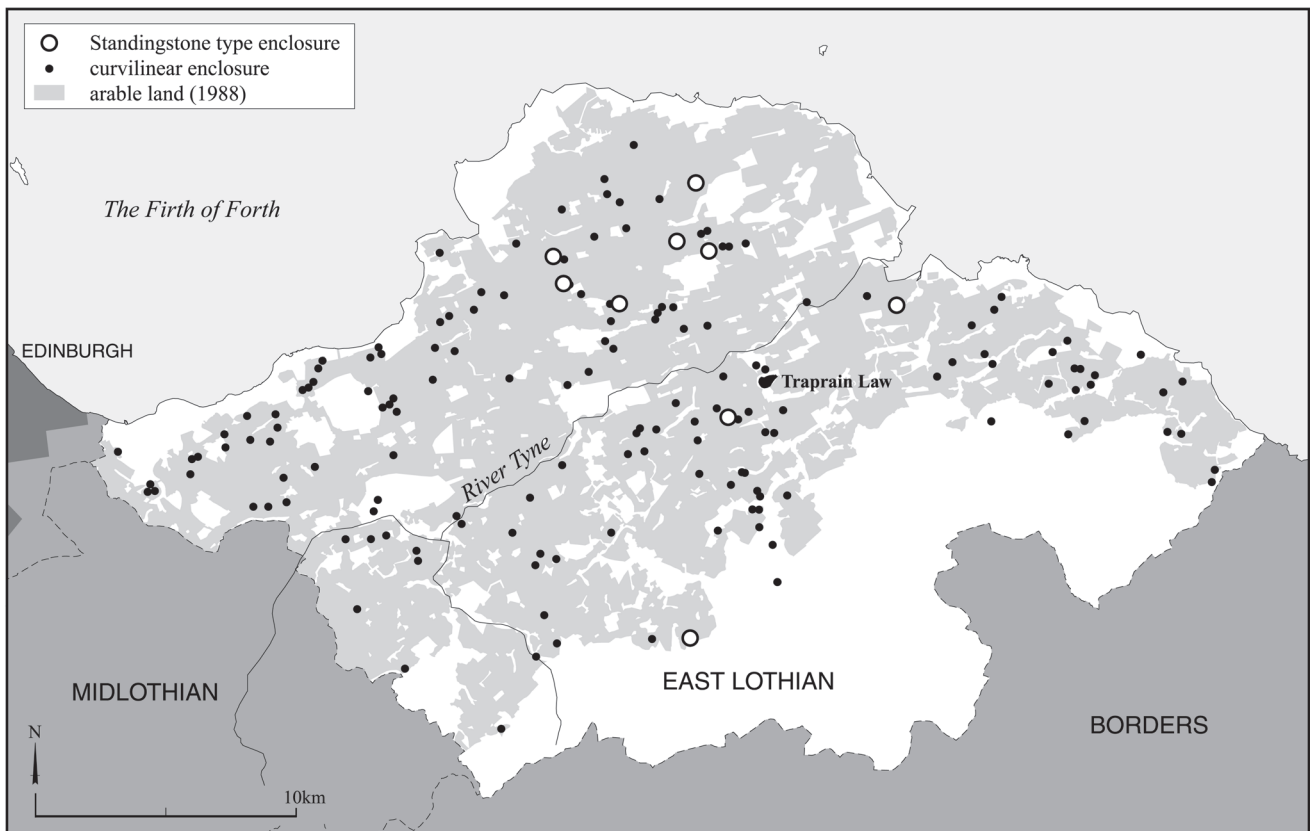 Standingstone type enclosure
curvilinear enclosure
arable land (1988)
The Firth of Forth
EDINBURGH
Traprain Law
River Tyne
MIDLOTHIAN
EAST LOTHIAN
BORDERS
N
10km